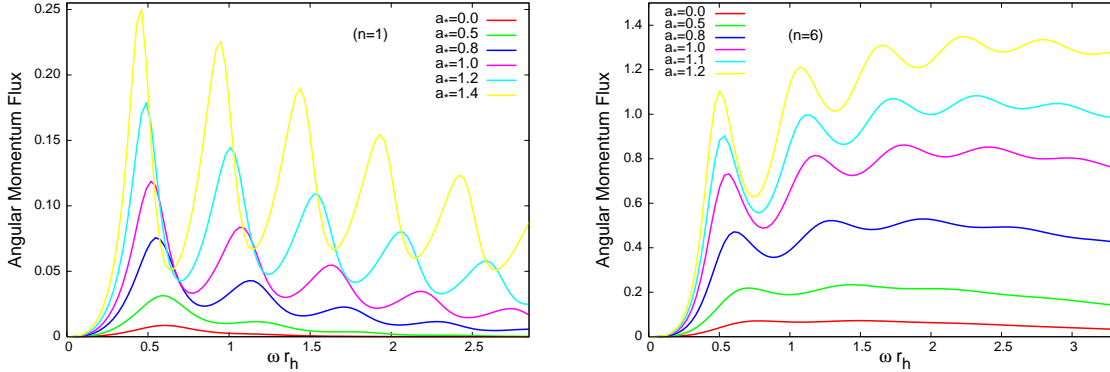 0.25
0.20
0.15
0.10
0.05
0
0
0.5
1
1.5
2
2.5
Angular Momentum Flux
ω r_h
(n=1)
a*=0.0
a*=0.5
a*=0.8
a*=1.0
a*=1.2
a*=1.4
1.4
1.2
1.0
0.8
0.6
0.4
0.2
0
0
0.5
1
1.5
2
2.5
3
Angular Momentum Flux
ω r_h
(n=6)
a*=0.0
a*=0.5
a*=0.8
a*=1.0
a*=1.1
a*=1.2